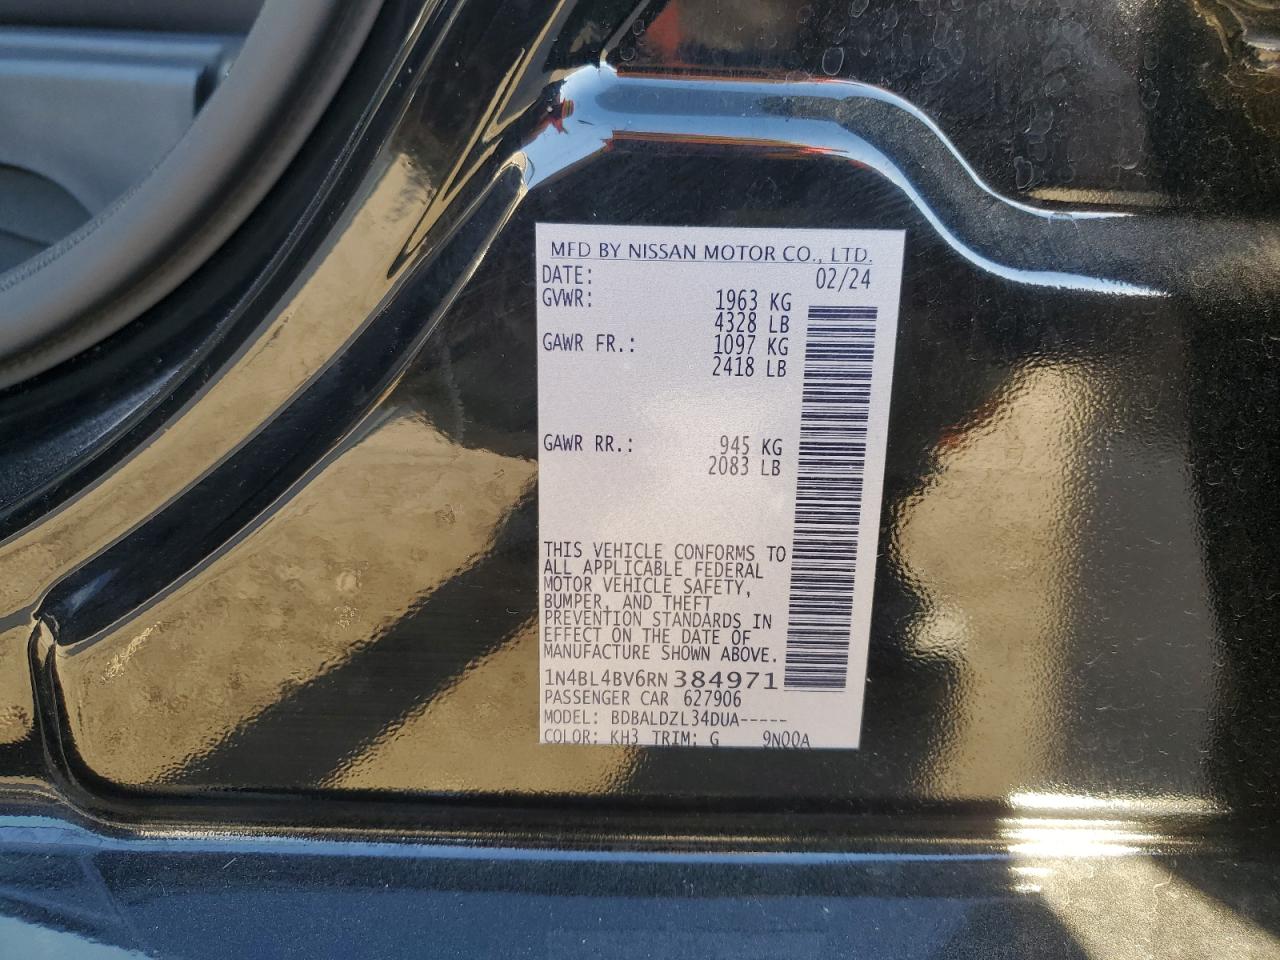 MFD BY NISSAN MOTOR CO., LTD.
DATE: 02/24
GVWR: 1963 KG
4328 LB
GAWR FR.: 1097 KG
2418 LB
GAWR RR.: 945 KG
2083 LB
THIS VEHICLE CONFORMS TO
ALL APPLICABLE FEDERAL
MOTOR VEHICLE SAFETY,
BUMPER, AND THEFT
PREVENTION STANDARDS IN
EFFECT ON THE DATE OF
MANUFACTURE SHOWN ABOVE.
1N4BL4BV6RN384971
PASSENGER CAR 627906
MODEL: BDBALDZL34DUA-----
COLOR: KH3 TRIM: G 9N00A